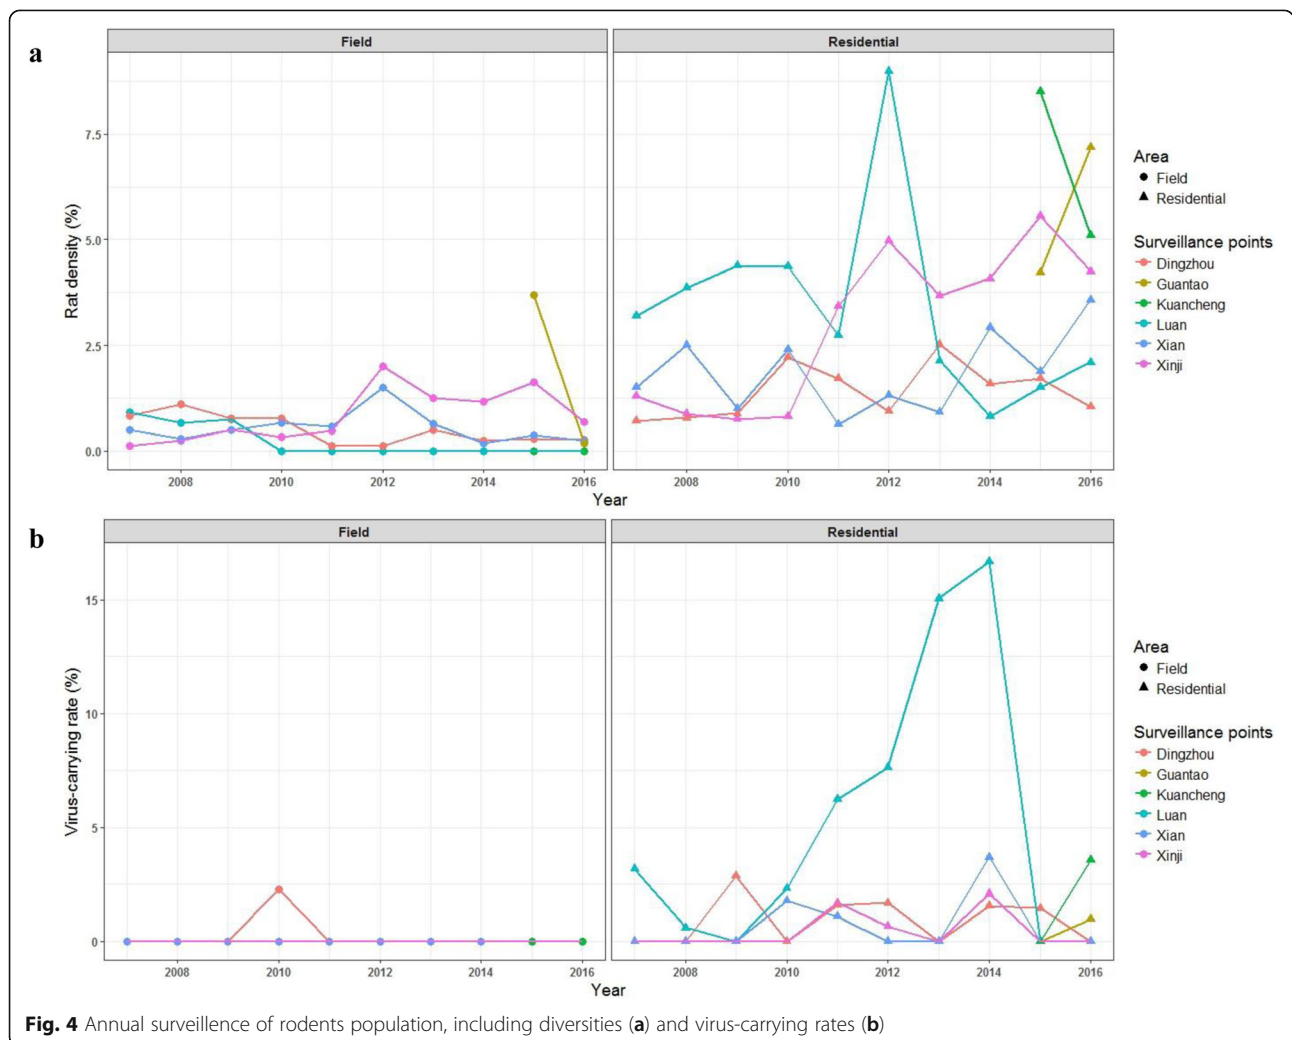 a
Field
Residential
Rat density (%)
7.5
5.0
2.5
0.0
2008 2010 2012 2014 2016
2008 2010 2012 2014 2016
Year
Area
Field
Residential
Surveillance points
Dingzhou
Guantao
Kuancheng
Luan
Xian
Xinji
b
Field
Residential
Virus-carrying rate (%)
15
10
5
0
2008 2010 2012 2014 2016
2008 2010 2012 2014 2016
Year
Area
Field
Residential
Surveillance points
Dingzhou
Guantao
Kuancheng
Luan
Xian
Xinji
Fig. 4 Annual surveillence of rodents population, including diversities (a) and virus-carrying rates (b)